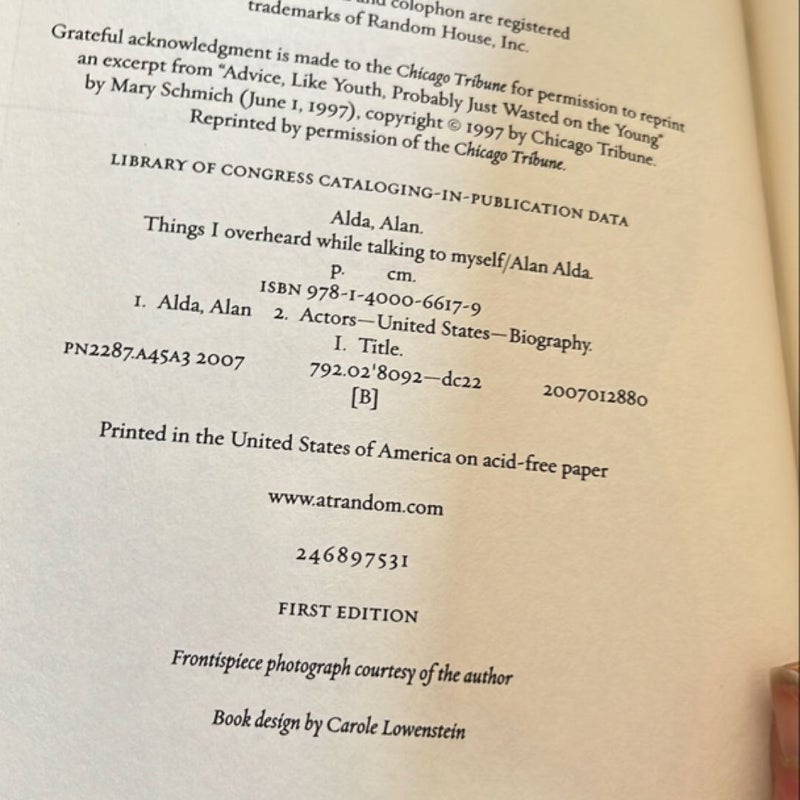 and colophon are registered
trademarks of Random House, Inc.
Grateful acknowledgment is made to the Chicago Tribune for permission to reprint
an excerpt from “Advice, Like Youth, Probably Just Wasted on the Young”
by Mary Schmich (June 1, 1997), copyright © 1997 by Chicago Tribune.
Reprinted by permission of the Chicago Tribune.
LIBRARY OF CONGRESS CATALOGING-IN-PUBLICATION DATA
Alda, Alan.
Things I overheard while talking to myself/Alan Alda.
p. cm.
ISBN 978-1-4000-6617-9
1. Alda, Alan 2. Actors—United States—Biography.
I. Title.
PN2287.A45A3 2007 792.02'8092—dc22 2007012880
[B]
Printed in the United States of America on acid-free paper
www.atrandom.com
246897531
FIRST EDITION
Frontispiece photograph courtesy of the author
Book design by Carole Lowenstein